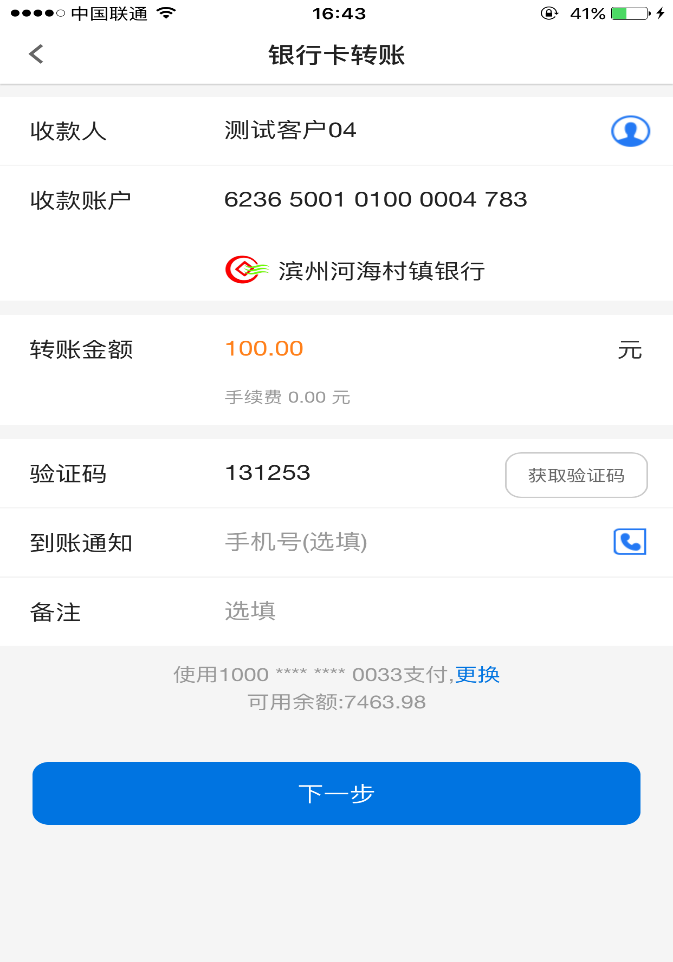 中国联通 16:43 41%
银行卡转账
收款人 测试客户04
收款账户 6236 5001 0100 0004 783
滨州河海村镇银行
转账金额 100.00 元
手续费 0.00 元
验证码 131253 获取验证码
到账通知 手机号(选填)
备注 选填
使用1000 **** **** 0033支付,更换
可用余额:7463.98
下一步